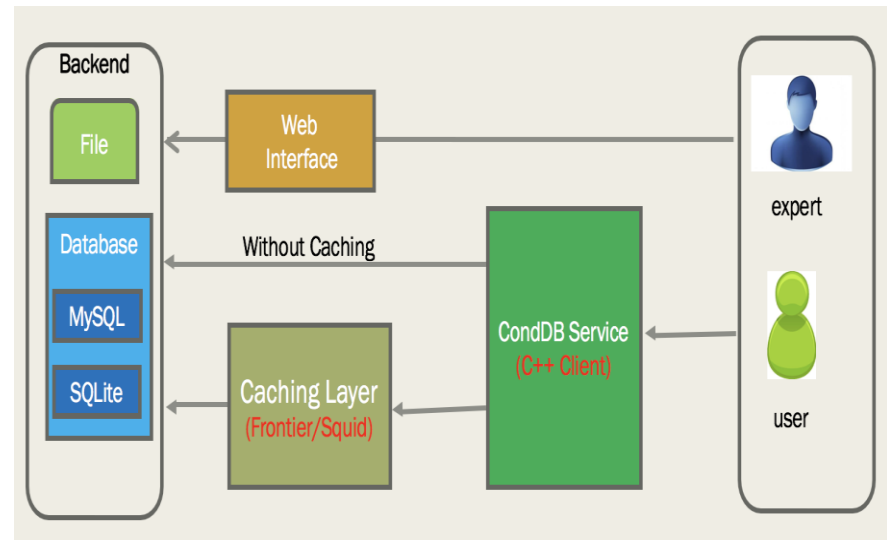 Backend
File
Web
Interface
expert
Database
Without Caching
MySQL
SQLite
Caching Layer
(Frontier/Squid)
CondDB Service
(C++ Client)
user